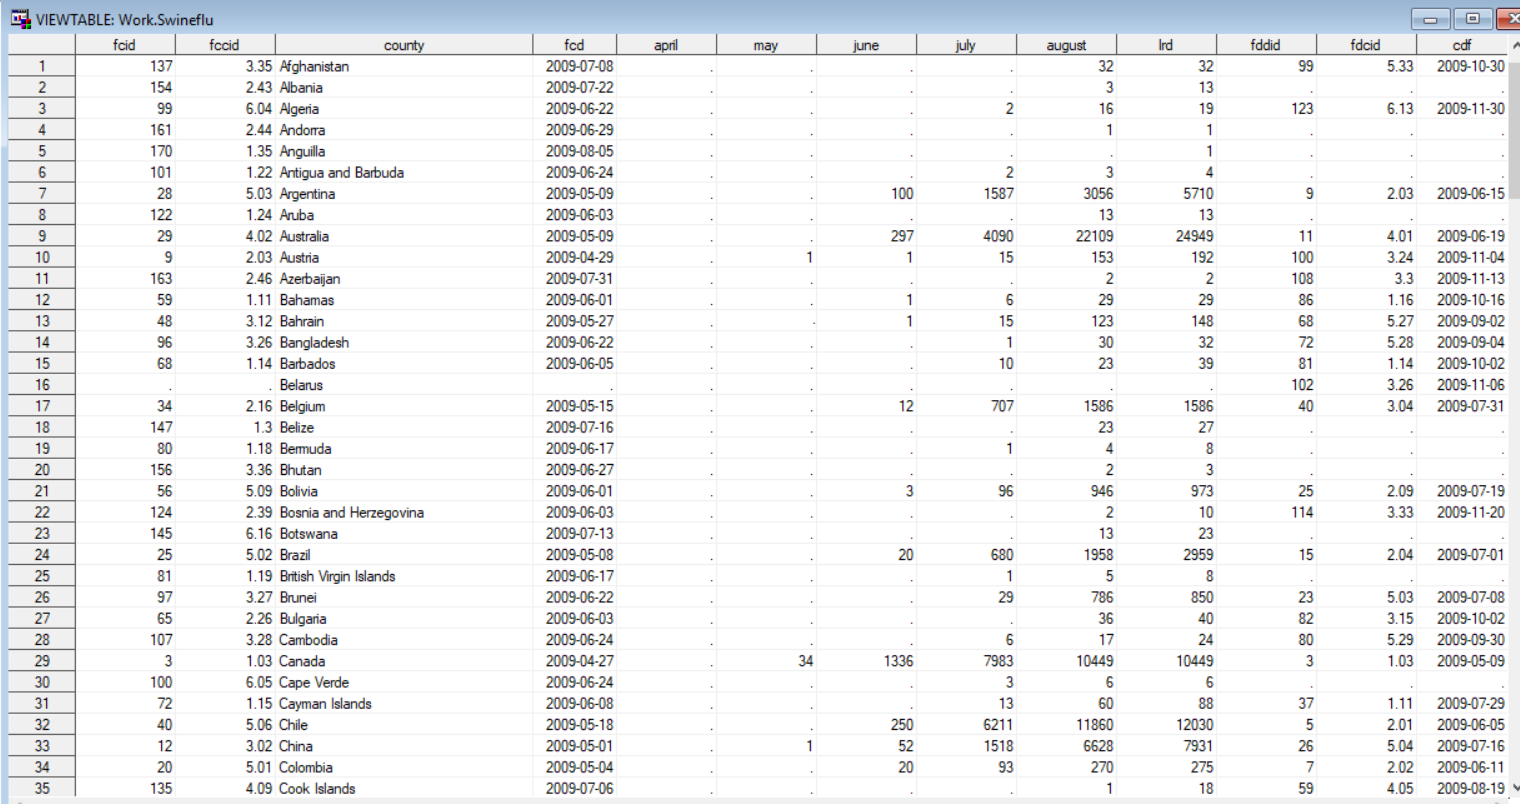 VIEWTABLE: Work.Swineflu
fcid fccid county fcd april may june july august lrd fddid fdcid cdf
1 137 3.35 Afghanistan 2009-07-08 . . . . 32 32 99 5.33 2009-10-30
2 154 2.43 Albania 2009-07-22 . . . . 3 13 . . .
3 99 6.04 Algeria 2009-06-22 . . . 2 16 19 123 6.13 2009-11-30
4 161 2.44 Andorra 2009-06-29 . . . . 1 1 . . .
5 170 1.35 Anguilla 2009-08-05 . . . . . 1 . . .
6 101 1.22 Antigua and Barbuda 2009-06-24 . . . 2 3 4 . . .
7 28 5.03 Argentina 2009-05-09 . . 100 1587 3056 5710 9 2.03 2009-06-15
8 122 1.24 Aruba 2009-06-03 . . . . 13 13 . . .
9 29 4.02 Australia 2009-05-09 . . 297 4090 22109 24949 11 4.01 2009-06-19
10 9 2.03 Austria 2009-04-29 . 1 1 15 153 192 100 3.24 2009-11-04
11 163 2.46 Azerbaijan 2009-07-31 . . . . 2 2 108 3.3 2009-11-13
12 59 1.11 Bahamas 2009-06-01 . . 1 6 29 29 86 1.16 2009-10-16
13 48 3.12 Bahrain 2009-05-27 . . 1 15 123 148 68 5.27 2009-09-02
14 96 3.26 Bangladesh 2009-06-22 . . . 1 30 32 72 5.28 2009-09-04
15 68 1.14 Barbados 2009-06-05 . . . 10 23 39 81 1.14 2009-10-02
16 . . Belarus . . . . . . . 102 3.26 2009-11-06
17 34 2.16 Belgium 2009-05-15 . . 12 707 1586 1586 40 3.04 2009-07-31
18 147 1.3 Belize 2009-07-16 . . . . 23 27 . . .
19 80 1.18 Bermuda 2009-06-17 . . . 1 4 8 . . .
20 156 3.36 Bhutan 2009-06-27 . . . . 2 3 . . .
21 56 5.09 Bolivia 2009-06-01 . . 3 96 946 973 25 2.09 2009-07-19
22 124 2.39 Bosnia and Herzegovina 2009-06-03 . . . . 2 10 114 3.33 2009-11-20
23 145 6.16 Botswana 2009-07-13 . . . . 13 23 . . .
24 25 5.02 Brazil 2009-05-08 . . 20 680 1958 2959 15 2.04 2009-07-01
25 81 1.19 British Virgin Islands 2009-06-17 . . . 1 5 8 . . .
26 97 3.27 Brunei 2009-06-22 . . . 29 786 850 23 5.03 2009-07-08
27 65 2.26 Bulgaria 2009-06-03 . . . . 36 40 82 3.15 2009-10-02
28 107 3.28 Cambodia 2009-06-24 . . . 6 17 24 80 5.29 2009-09-30
29 3 1.03 Canada 2009-04-27 . 34 1336 7983 10449 10449 3 1.03 2009-05-09
30 100 6.05 Cape Verde 2009-06-24 . . . 3 6 6 . . .
31 72 1.15 Cayman Islands 2009-06-08 . . . 13 60 88 37 1.11 2009-07-29
32 40 5.06 Chile 2009-05-18 . . 250 6211 11860 12030 5 2.01 2009-06-05
33 12 3.02 China 2009-05-01 . 1 52 1518 6628 7931 26 5.04 2009-07-16
34 20 5.01 Colombia 2009-05-04 . . 20 93 270 275 7 2.02 2009-06-11
35 135 4.09 Cook Islands 2009-07-06 . . . . 1 18 59 4.05 2009-08-19